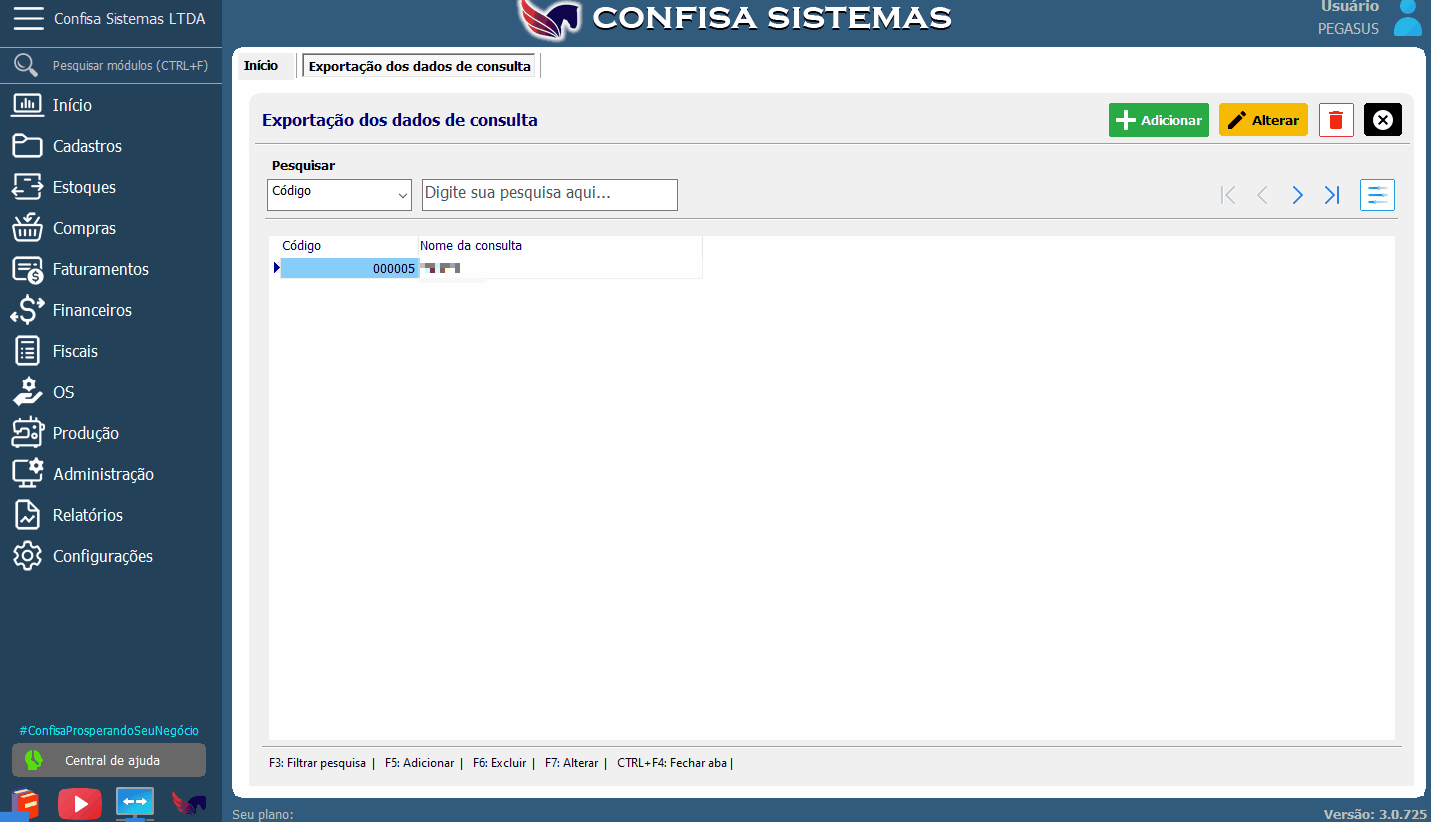 Confisa Sistemas LTDA
CONFISA SISTEMAS
Usuário
PEGASUS
Pesquisar módulos (CTRL+F)
Início
Cadastros
Estoques
Compras
Faturamentos
Financeiros
Fiscais
OS
Produção
Administração
Relatórios
Configurações
#ConfisaProsperandoSeuNegócio
Central de ajuda
Início
Exportação dos dados de consulta
Exportação dos dados de consulta
Adicionar
Alterar
Pesquisar
Código
Digite sua pesquisa aqui...
Código Nome da consulta
000005
F3: Filtrar pesquisa | F5: Adicionar | F6: Excluir | F7: Alterar | CTRL+F4: Fechar aba |
Seu plano:
Versão: 3.0.725